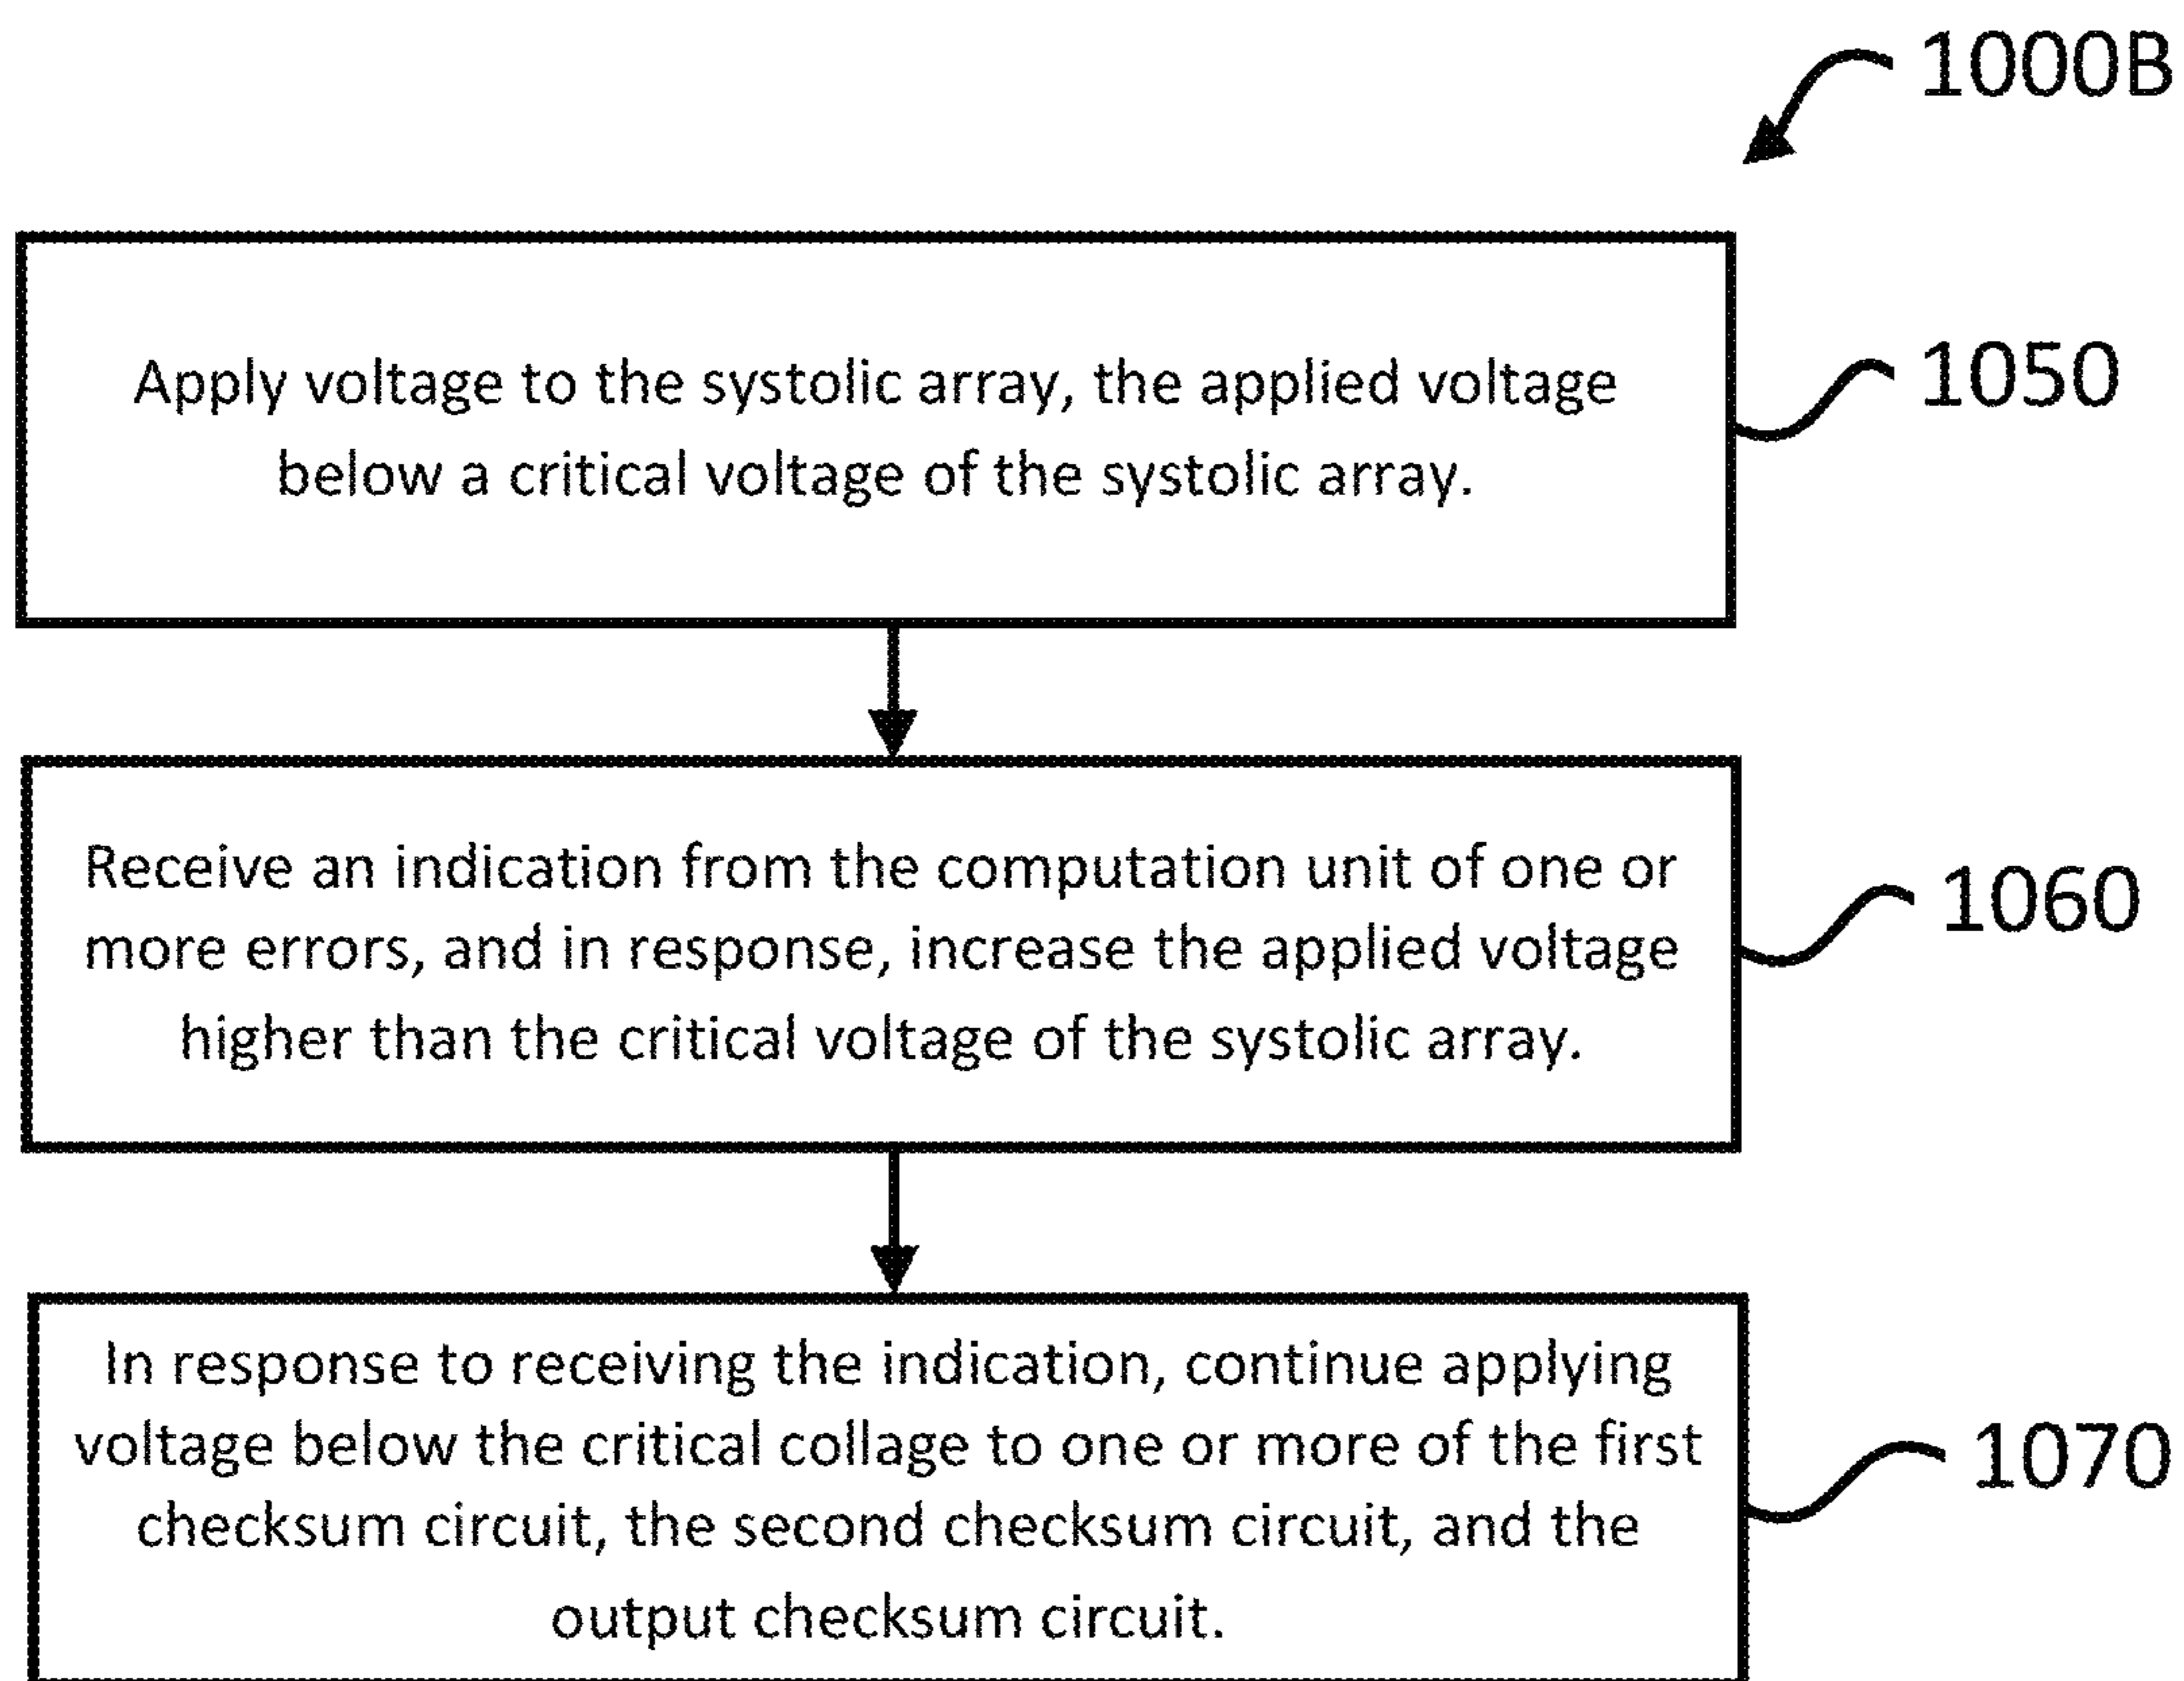 1000B
Apply voltage to the systolic array, the applied voltage
below a critical voltage of the systolic array.
1050
Receive an indication from the computation unit of one or
more errors, and in response, increase the applied voltage
higher than the critical voltage of the systolic array.
1060
In response to receiving the indication, continue applying
voltage below the critical collage to one or more of the first
checksum circuit, the second checksum circuit, and the
output checksum circuit.
1070